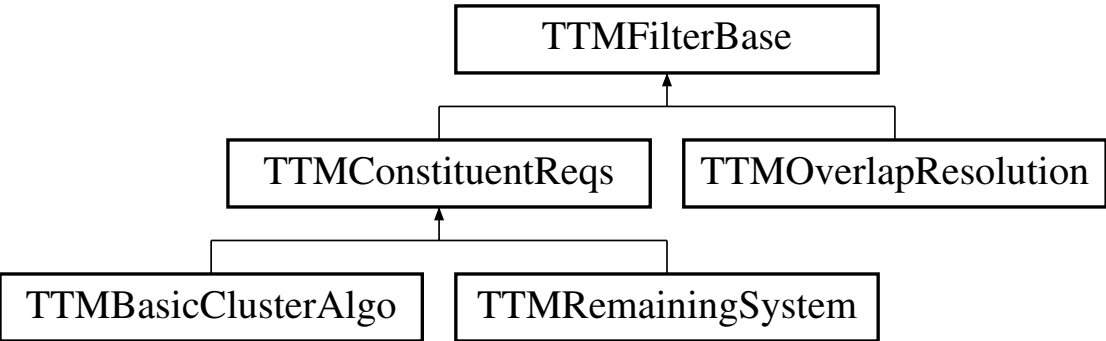 TTMFilterBase
TTMConstituentReqs
TTMOverlapResolution
TTMBasicClusterAlgo
TTMRemainingSystem